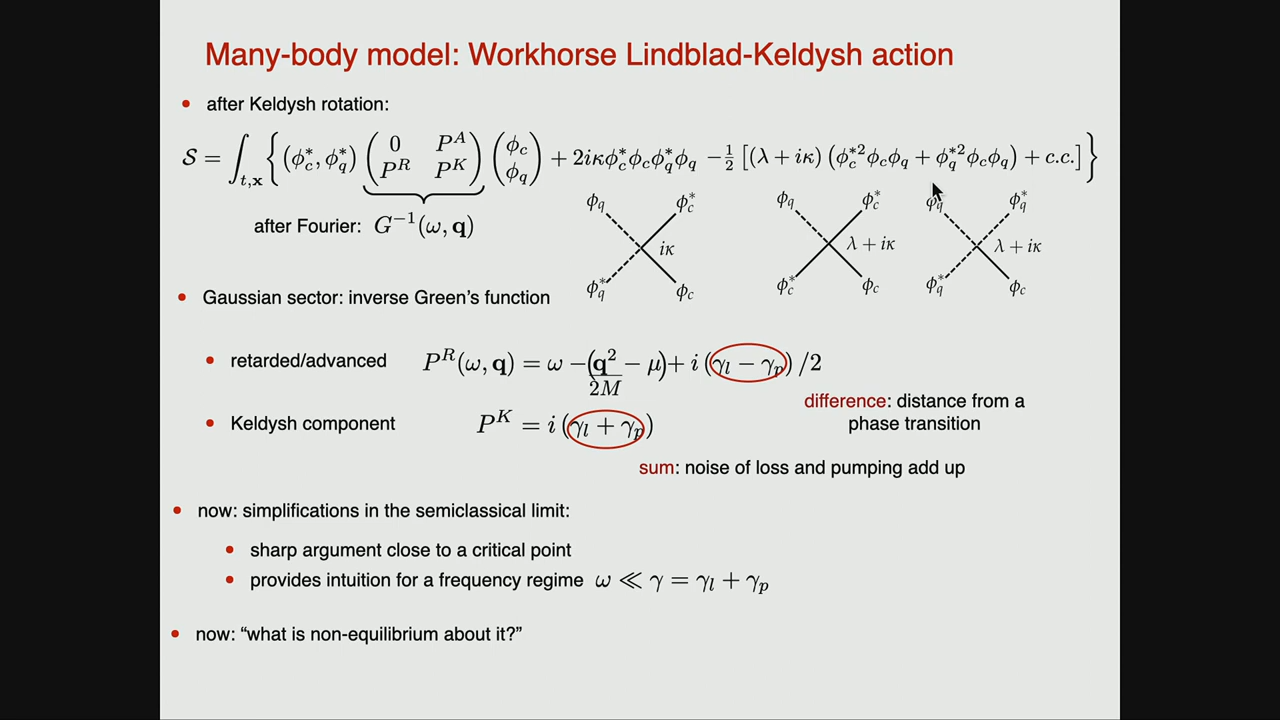 Many-body model: Workhorse Lindblad-Keldysh action
• after Keldysh rotation:
𝒮 = ∫_{t,𝐱} { (ϕ_c^*, ϕ_q^*) ( 0 P^A ; P^R P^K ) ( ϕ_c ; ϕ_q ) + 2iκϕ_c^*ϕ_cϕ_q^*ϕ_q − ½ [(λ + iκ) (ϕ_c^{*2}ϕ_cϕ_q + ϕ_q^{*2}ϕ_cϕ_q) + c.c.] }
ϕ_q ϕ_c^* ϕ_q ϕ_c^* ϕ_q^* ϕ_q^*
after Fourier: G^{−1}(ω, 𝐪)
iκ λ + iκ λ + iκ
ϕ_q^* ϕ_c ϕ_c^* ϕ_c ϕ_q^* ϕ_c
• Gaussian sector: inverse Green's function
• retarded/advanced P^R(ω, 𝐪) = ω −(𝐪² − μ)+ i (γ_l − γ_p) /2
2M
difference: distance from a
phase transition
• Keldysh component P^K = i (γ_l + γ_p)
sum: noise of loss and pumping add up
• now: simplifications in the semiclassical limit:
• sharp argument close to a critical point
• provides intuition for a frequency regime ω ≪ γ = γ_l + γ_p
• now: “what is non-equilibrium about it?”